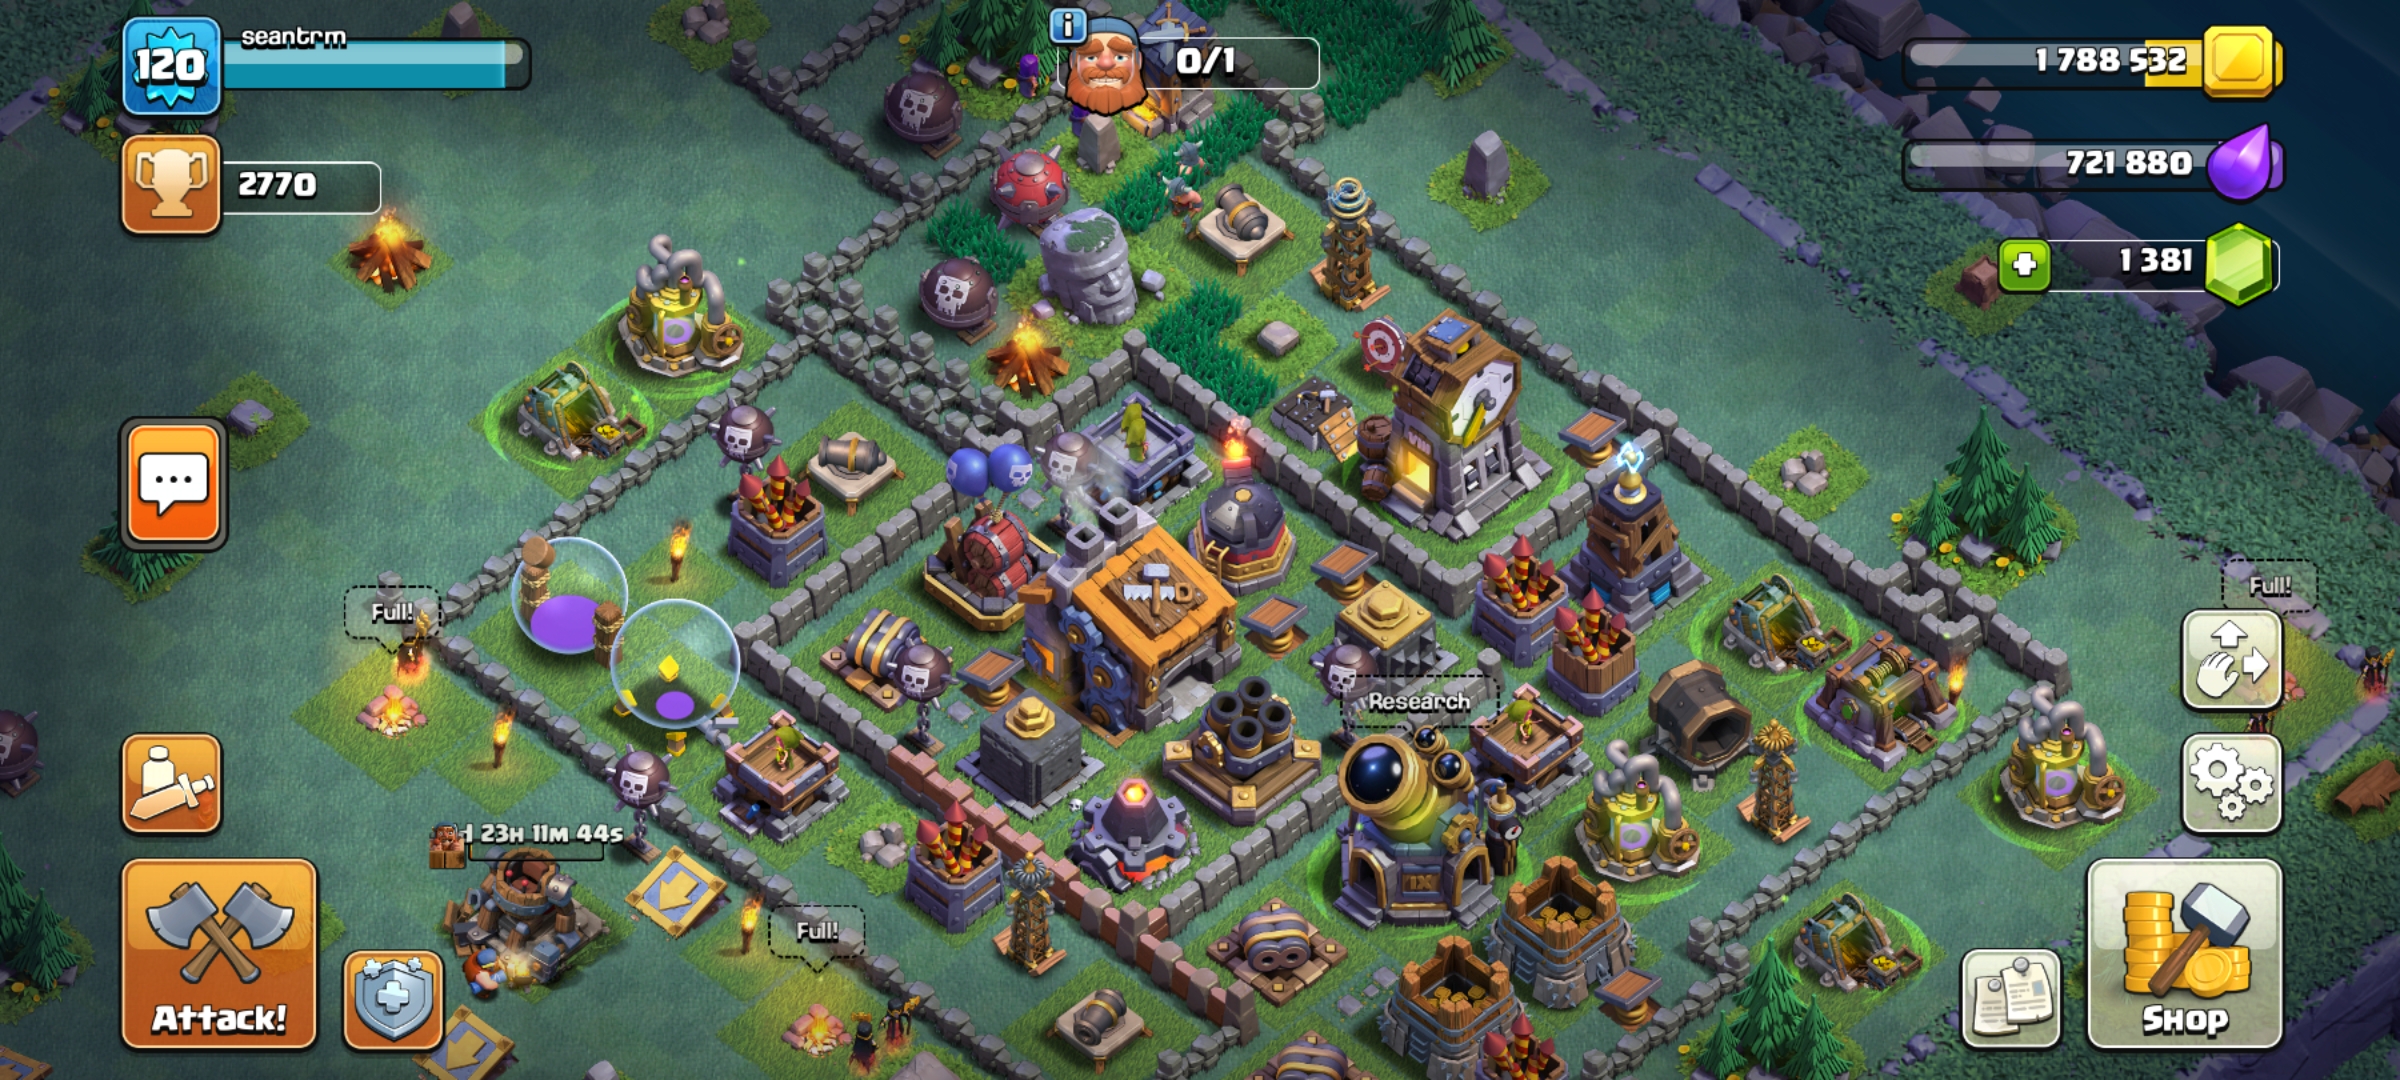 120
seantrm
0/1
1 788 532
2770
721 880
1 381
Full!
Full!
Research
23H 11M 44s
Full!
IX
Attack!
Shop